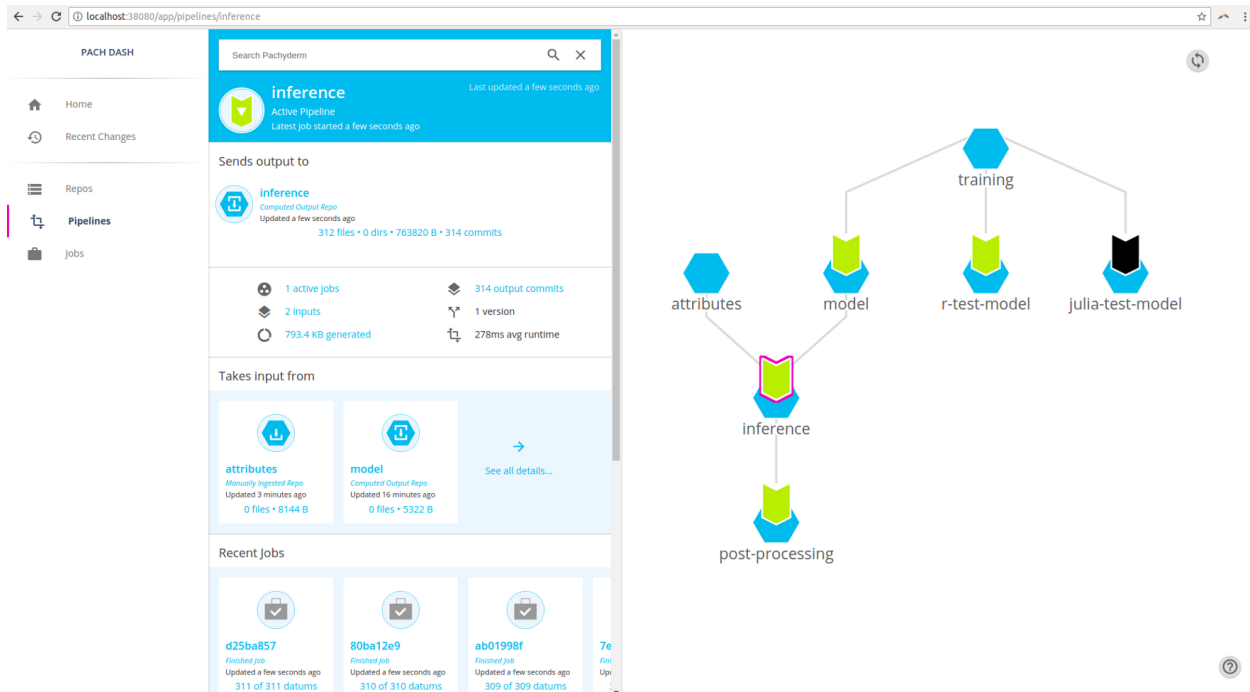 localhost:38080/app/pipelines/inference
PACH DASH
Home
Recent Changes
Repos
Pipelines
Jobs
Search Pachyderm
Last updated a few seconds ago
inference
Active Pipeline
Latest job started a few seconds ago
Sends output to
inference
Computed Output Repo
Updated a few seconds ago
312 files • 0 dirs • 763820 B • 314 commits
1 active jobs
314 output commits
2 inputs
1 version
793.4 KB generated
278ms avg runtime
Takes input from
attributes
Manually Ingested Repo
Updated 3 minutes ago
0 files • 8144 B
model
Computed Output Repo
Updated 16 minutes ago
0 files • 5322 B
See all details...
Recent Jobs
d25ba857
Finished Job
Updated a few seconds ago
311 of 311 datums
80ba12e9
Finished Job
Updated a few seconds ago
310 of 310 datums
ab01998f
Finished Job
Updated a few seconds ago
309 of 309 datums
7e
training
attributes
model
r-test-model
julia-test-model
inference
post-processing